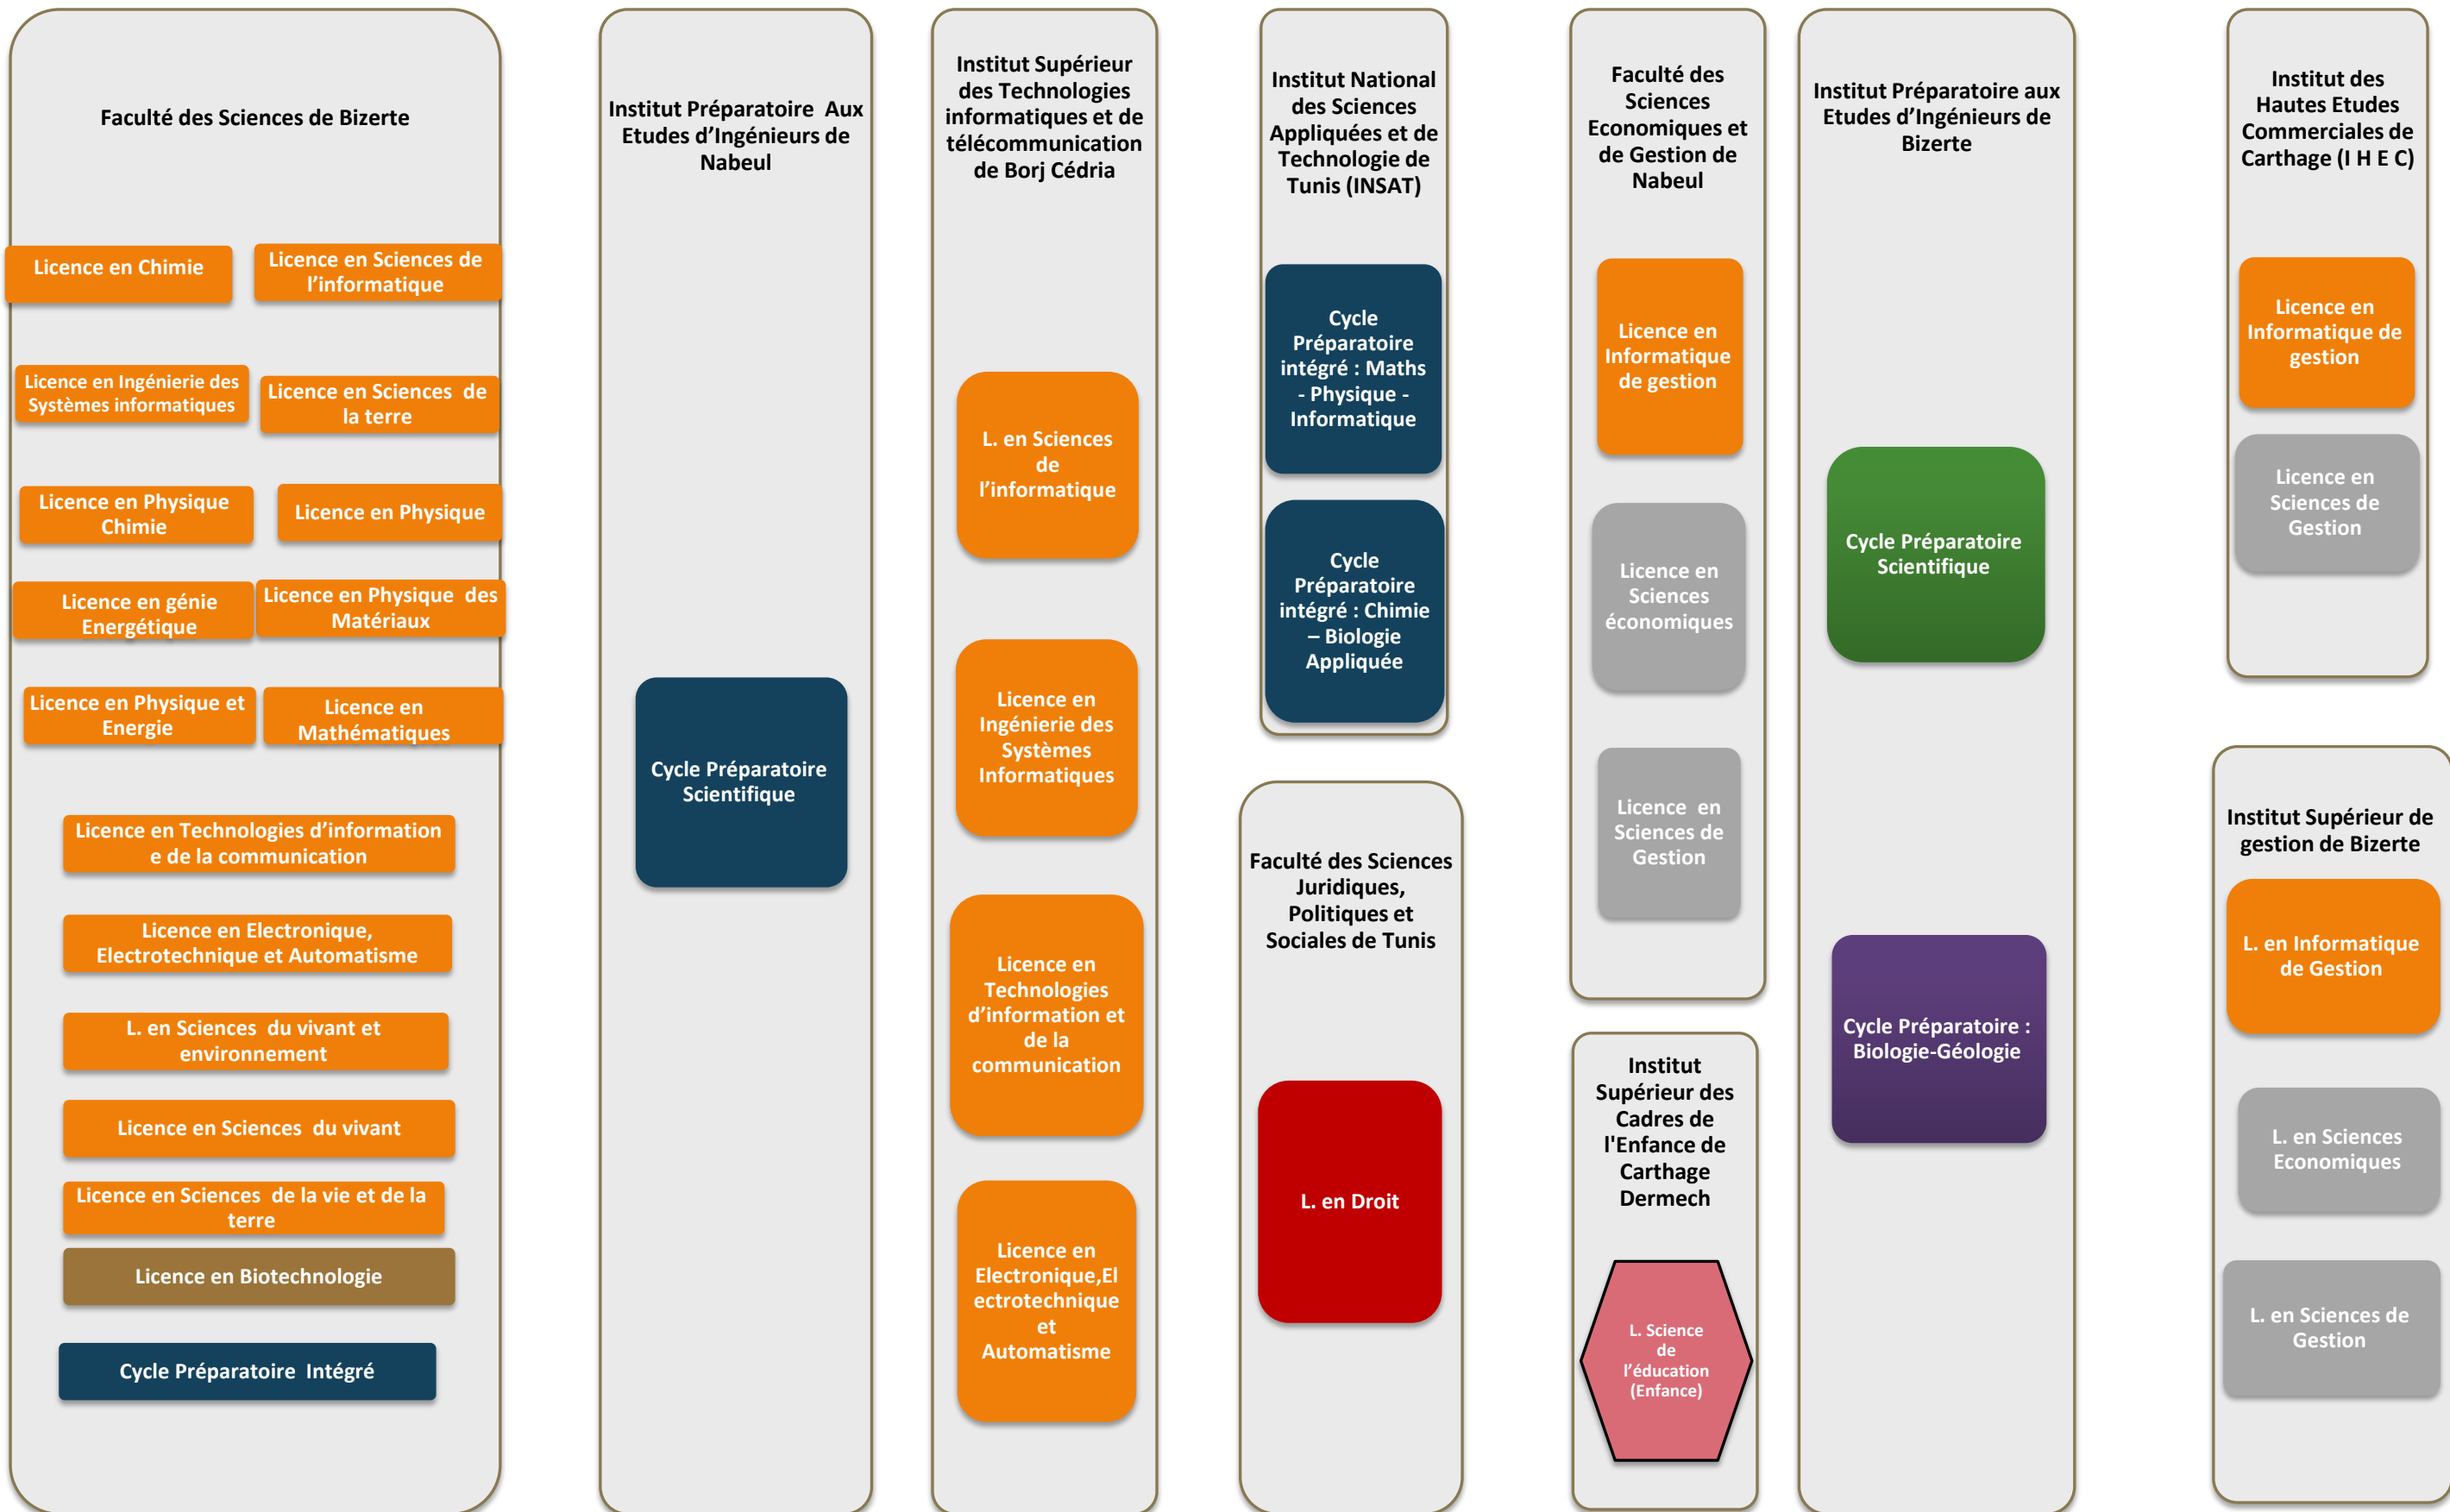 Faculté des Sciences de Bizerte
Licence en Chimie
Licence en Sciences de
l’informatique
Licence en Ingénierie des
Systèmes informatiques
Licence en Sciences de
la terre
Licence en Physique
Chimie
Licence en Physique
Licence en génie
Energétique
Licence en Physique des
Matériaux
Licence en Physique et
Energie
Licence en
Mathématiques
Licence en Technologies d’information
e de la communication
Licence en Electronique,
Electrotechnique et Automatisme
L. en Sciences du vivant et
environnement
Licence en Sciences du vivant
Licence en Sciences de la vie et de la
terre
Licence en Biotechnologie
Cycle Préparatoire Intégré
Institut Préparatoire Aux
Etudes d’Ingénieurs de
Nabeul
Cycle Préparatoire
Scientifique
Institut Supérieur
des Technologies
informatiques et de
télécommunication
de Borj Cédria
L. en Sciences
de
l’informatique
Licence en
Ingénierie des
Systèmes
Informatiques
Licence en
Technologies
d’information et
de la
communication
Licence en
Electronique,El
ectrotechnique
et
Automatisme
Institut National
des Sciences
Appliquées et de
Technologie de
Tunis (INSAT)
Cycle
Préparatoire
intégré : Maths
- Physique -
Informatique
Cycle
Préparatoire
intégré : Chimie
– Biologie
Appliquée
Faculté des Sciences
Juridiques,
Politiques et
Sociales de Tunis
L. en Droit
Faculté des
Sciences
Economiques et
de Gestion de
Nabeul
Licence en
Informatique
de gestion
Licence en
Sciences
économiques
Licence en
Sciences de
Gestion
Institut
Supérieur des
Cadres de
l'Enfance de
Carthage
Dermech
L. Science
de
l’éducation
(Enfance)
Institut Préparatoire aux
Etudes d’Ingénieurs de
Bizerte
Cycle Préparatoire
Scientifique
Cycle Préparatoire :
Biologie-Géologie
Institut des
Hautes Etudes
Commerciales de
Carthage (I H E C)
Licence en
Informatique de
gestion
Licence en
Sciences de
Gestion
Institut Supérieur de
gestion de Bizerte
L. en Informatique
de Gestion
L. en Sciences
Economiques
L. en Sciences de
Gestion